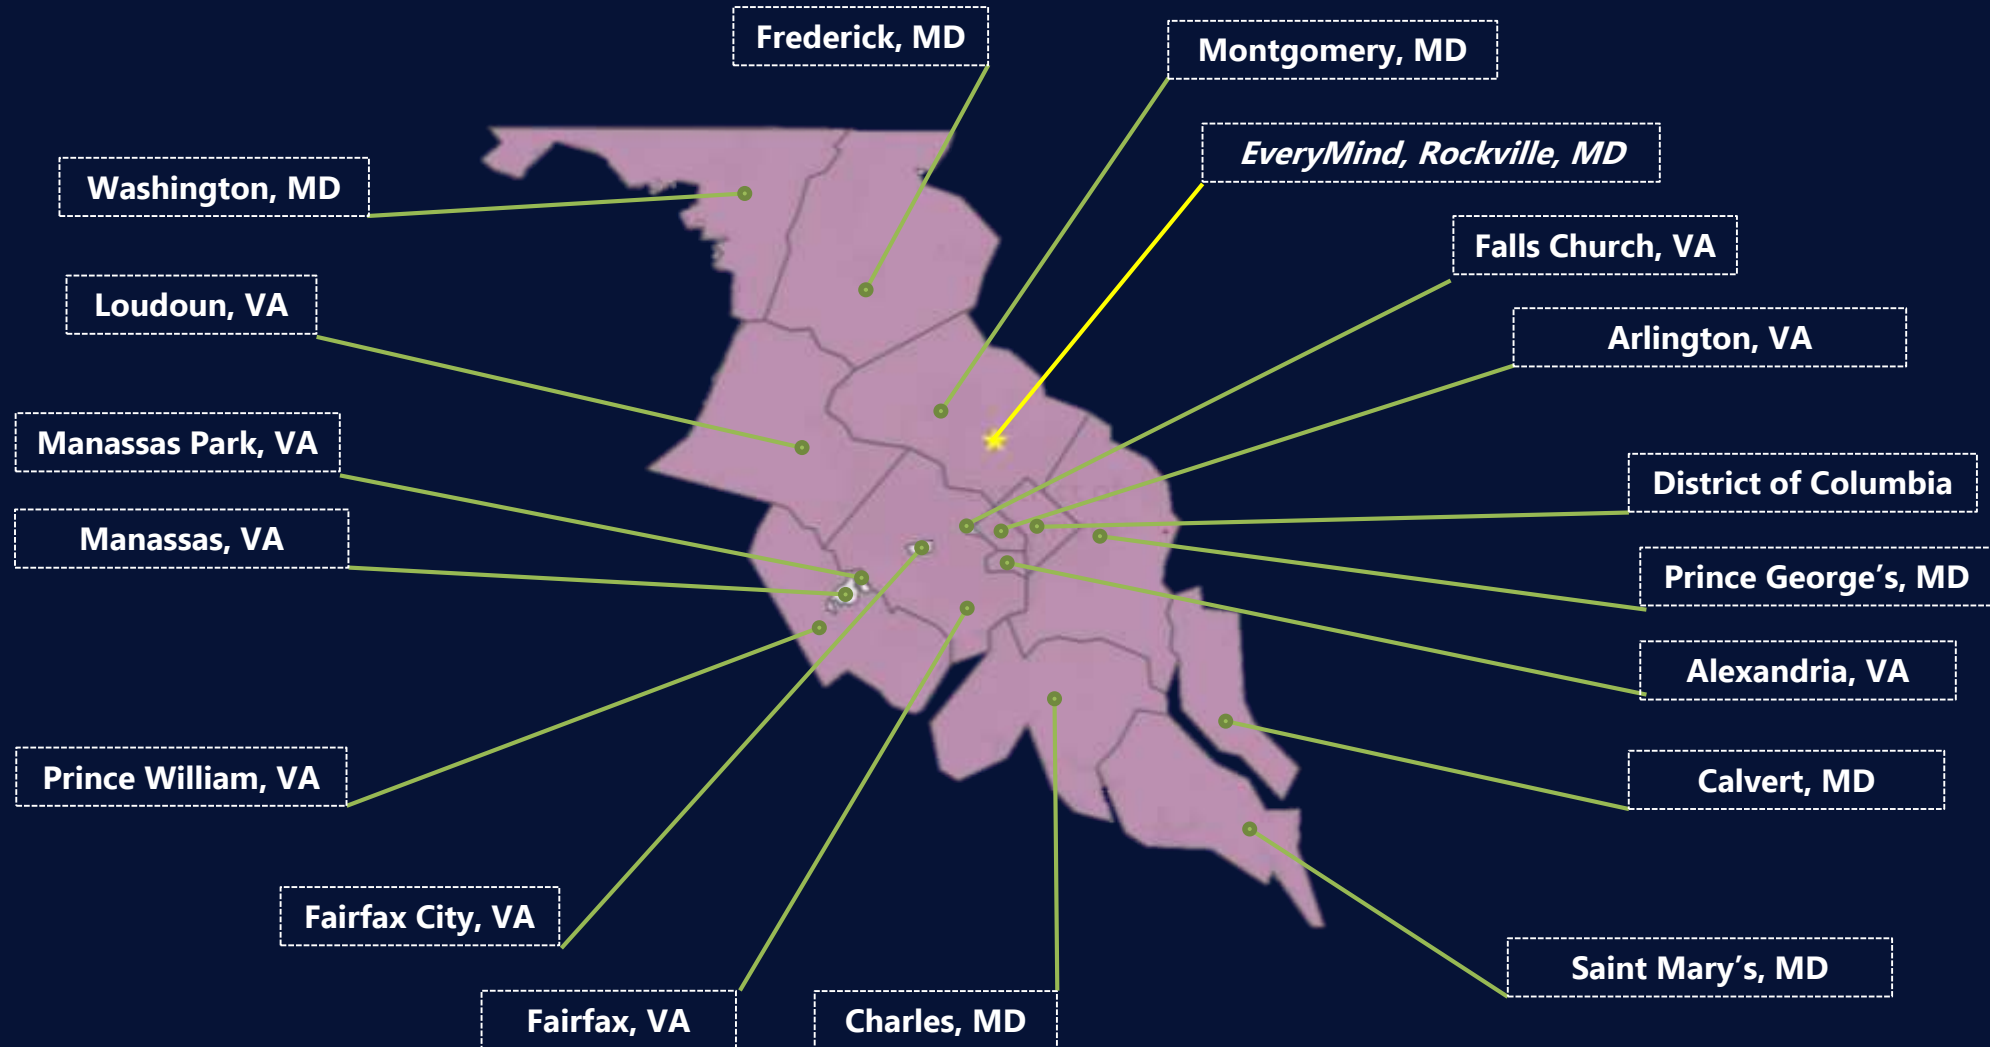 Frederick, MD
Montgomery, MD
EveryMind, Rockville, MD
Washington, MD
Falls Church, VA
Loudoun, VA
Arlington, VA
Manassas Park, VA
District of Columbia
Manassas, VA
Prince George’s, MD
Alexandria, VA
Prince William, VA
Calvert, MD
Fairfax City, VA
Saint Mary’s, MD
Fairfax, VA
Charles, MD